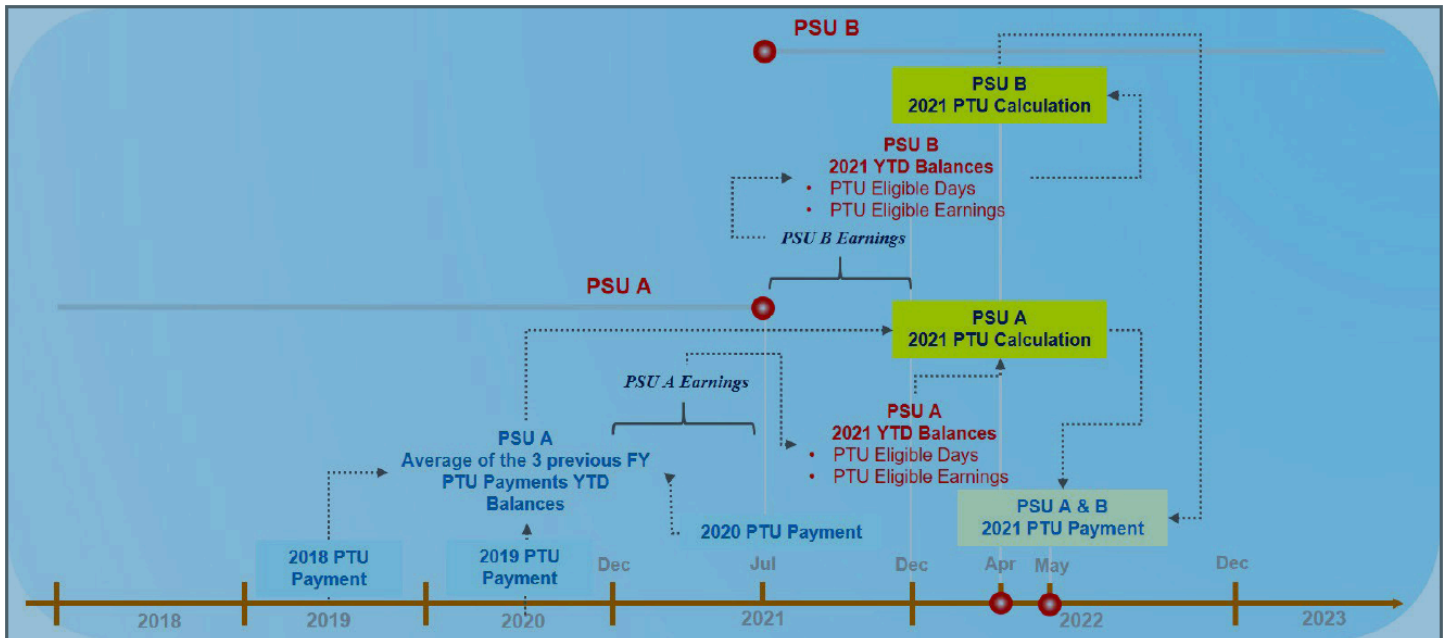 PSU B
PSU B
2021 PTU Calculation
PSU B
2021 YTD Balances
• PTU Eligible Days
• PTU Eligible Earnings
PSU B Earnings
PSU A
PSU A
2021 PTU Calculation
PSU A Earnings
PSU A
2021 YTD Balances
• PTU Eligible Days
• PTU Eligible Earnings
PSU A
Average of the 3 previous FY
PTU Payments YTD
Balances
PSU A & B
2021 PTU Payment
2020 PTU Payment
2018 PTU
Payment
2019 PTU
Payment
Dec
Jul
Dec
Apr
May
Dec
2018
2019
2020
2021
2022
2023